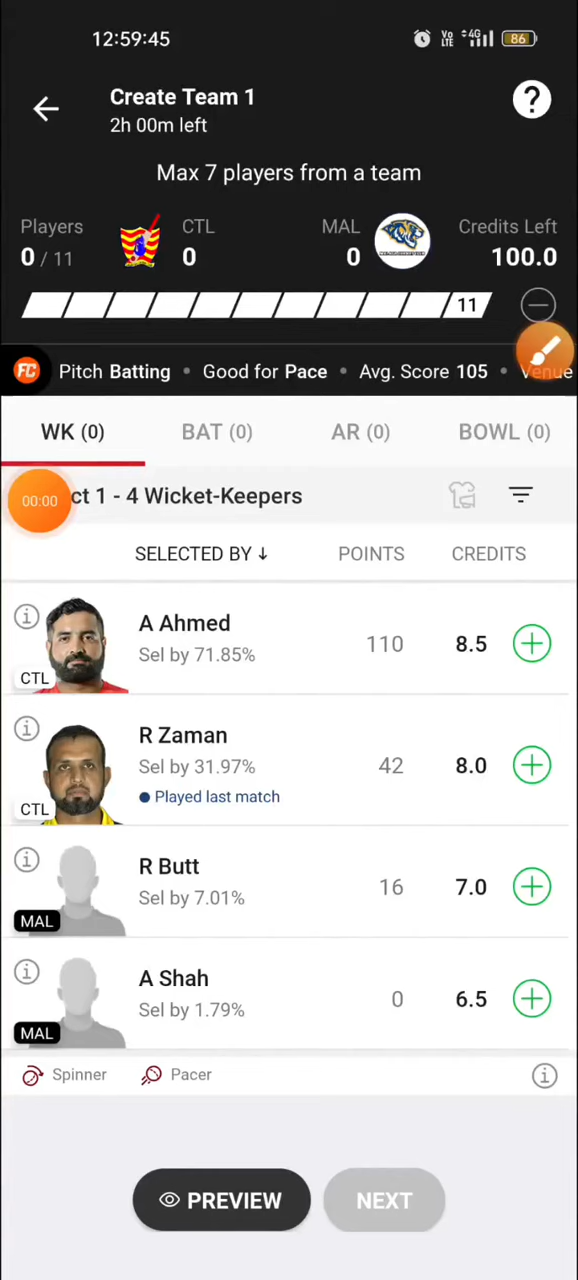 12:59:45
Vo LTE 4G 86
Create Team 1
2h 00m left
?
Max 7 players from a team
Players CTL MAL Credits Left
0 / 11 0 0 100.0
11
FC Pitch Batting • Good for Pace • Avg. Score 105 • Venue
WK (0) BAT (0) AR (0) BOWL (0)
00:00 ct 1 - 4 Wicket-Keepers
SELECTED BY ↓ POINTS CREDITS
A Ahmed
Sel by 71.85%
110 8.5
CTL
R Zaman
Sel by 31.97%
42 8.0
Played last match
CTL
R Butt
Sel by 7.01%
16 7.0
MAL
A Shah
Sel by 1.79%
0 6.5
MAL
Spinner Pacer
PREVIEW NEXT